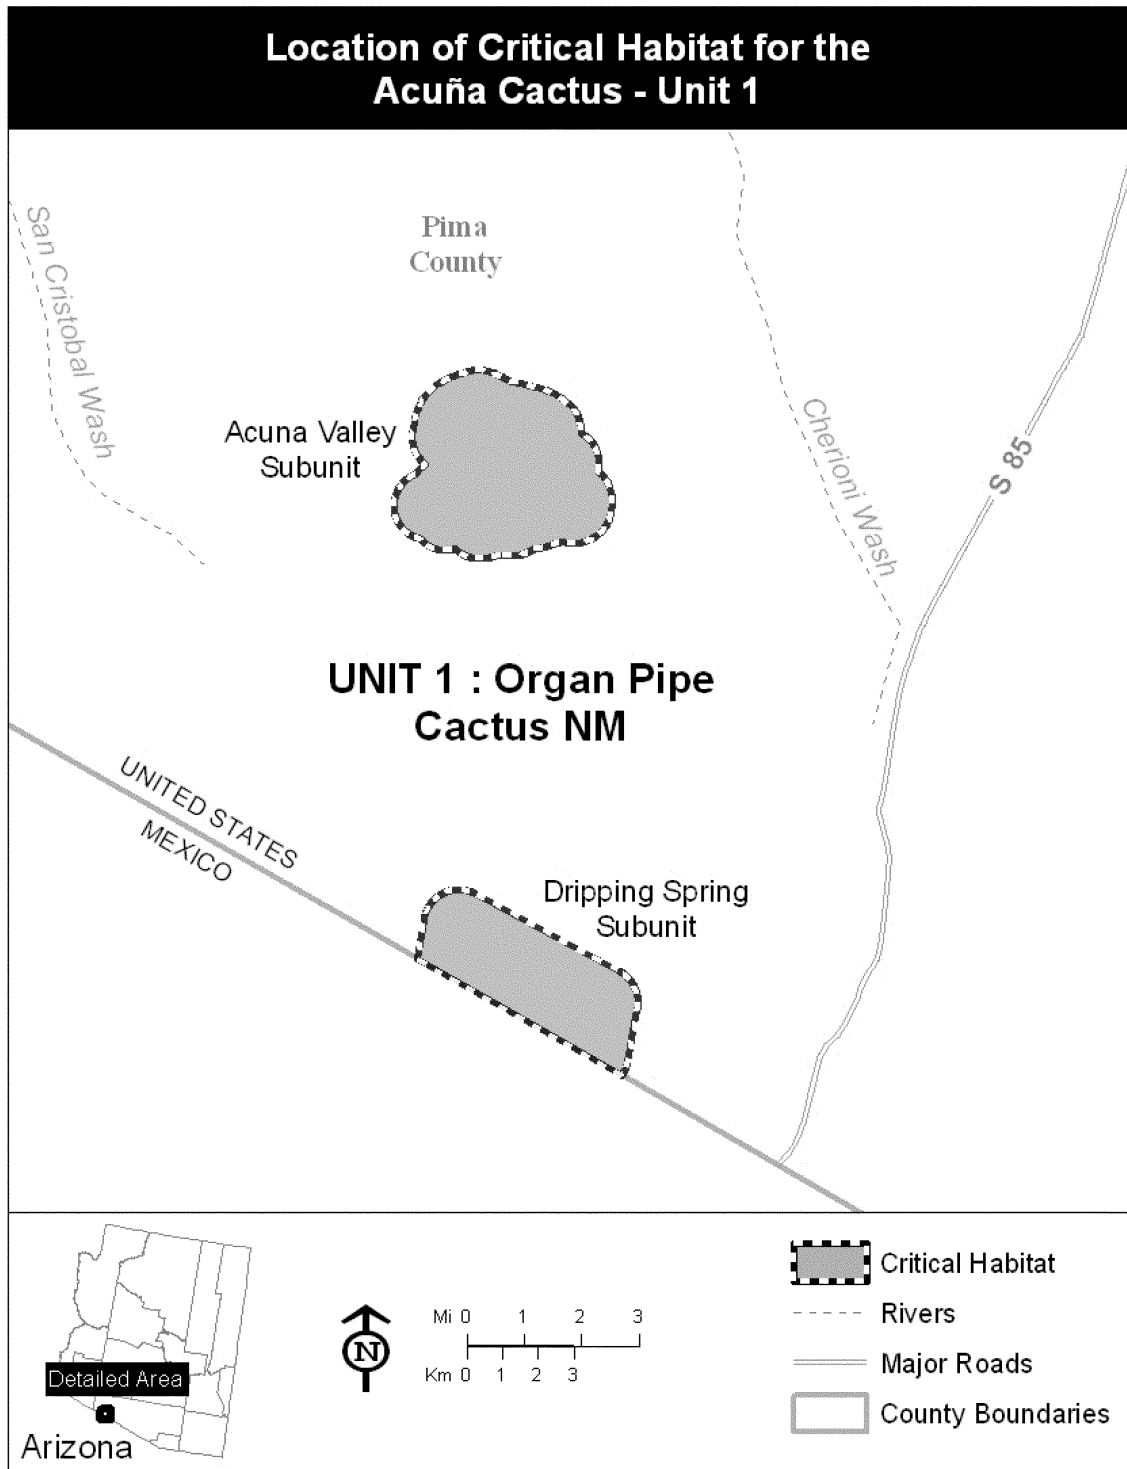 Location of Critical Habitat for the
Acuña Cactus - Unit 1
Pima
County
San Cristobal Wash
Acuna Valley
Subunit
Cherioni Wash
S 85
UNIT 1 : Organ Pipe
Cactus NM
UNITED STATES
MEXICO
Dripping Spring
Subunit
Detailed Area
Arizona
N
Mi 0 1 2 3
Km 0 1 2 3
Critical Habitat
Rivers
Major Roads
County Boundaries